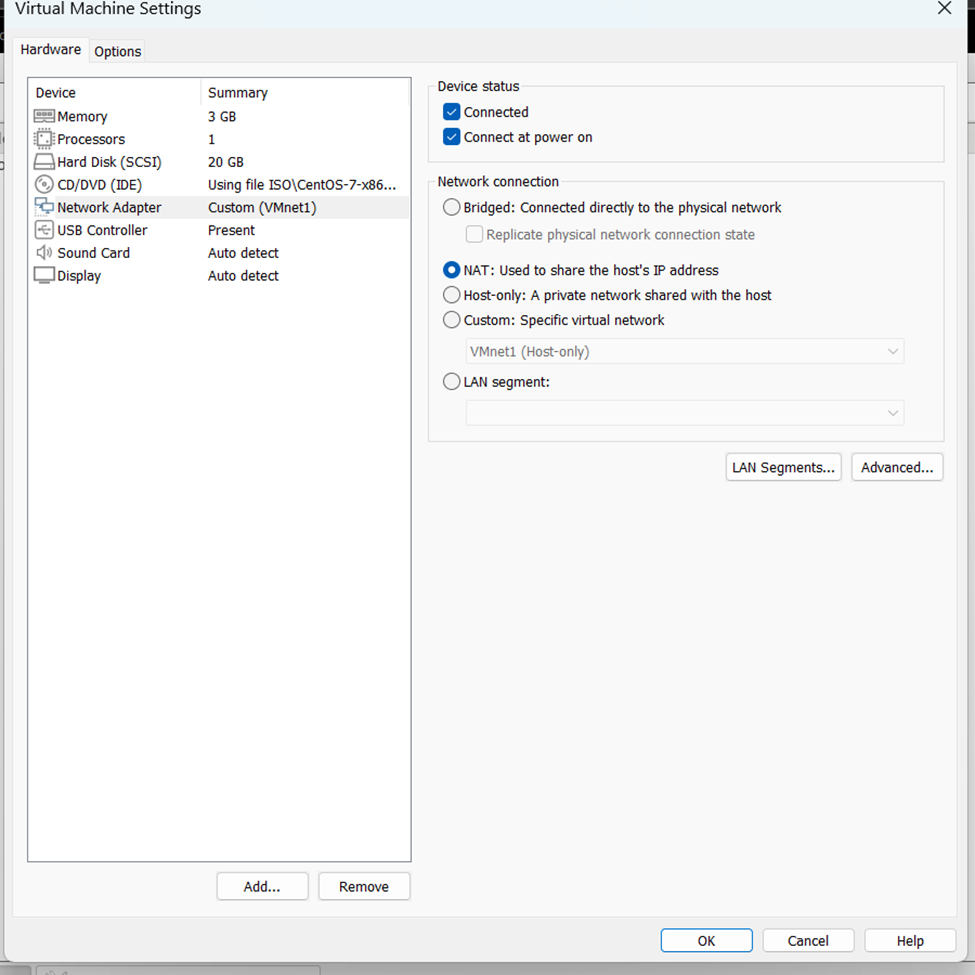 Virtual Machine Settings
Hardware
Options
Device Summary
Memory 3 GB
Processors 1
Hard Disk (SCSI) 20 GB
CD/DVD (IDE) Using file ISO\CentOS-7-x86...
Network Adapter Custom (VMnet1)
USB Controller Present
Sound Card Auto detect
Display Auto detect
Add...
Remove
Device status
Connected
Connect at power on
Network connection
Bridged: Connected directly to the physical network
Replicate physical network connection state
NAT: Used to share the host's IP address
Host-only: A private network shared with the host
Custom: Specific virtual network
VMnet1 (Host-only)
LAN segment:
LAN Segments...
Advanced...
OK
Cancel
Help